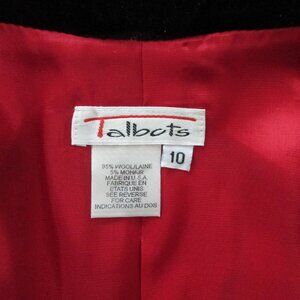 Talbots
10
95% WOOL/LAINE
5% MOHAIR
MADE IN U.S.A.
FABRIQUE EN
ETATS UNIS
SEE REVERSE
FOR CARE
INDICATIONS AU DOS